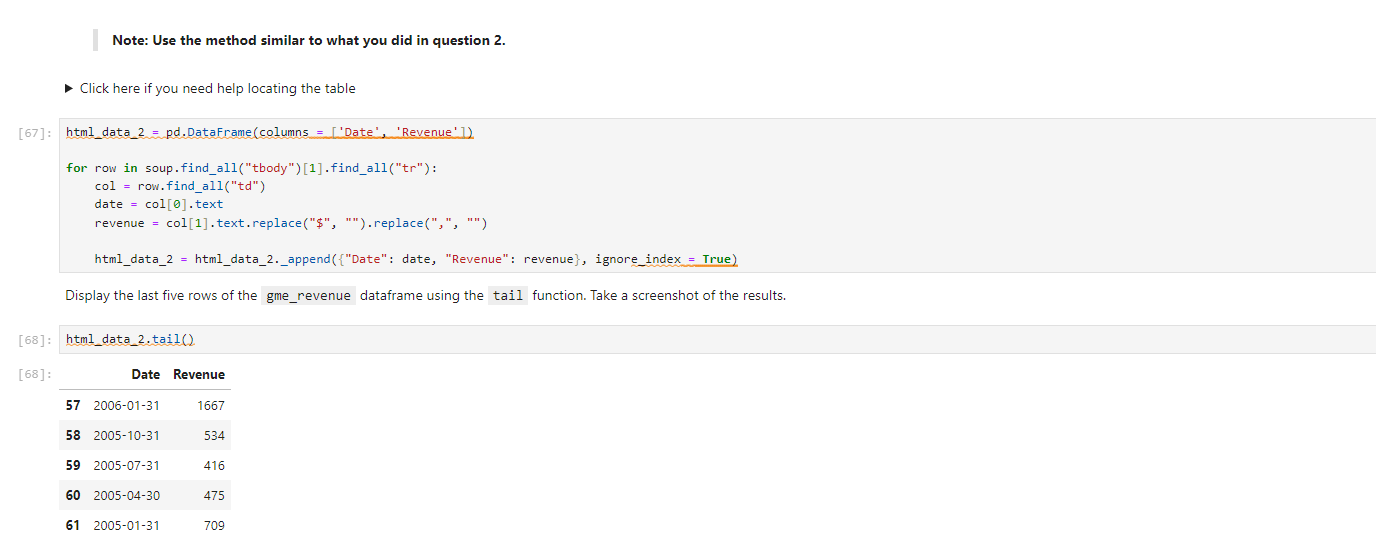 Note: Use the method similar to what you did in question 2.
▶ Click here if you need help locating the table
[67]: html_data_2 = pd.DataFrame(columns = ['Date', 'Revenue'])
for row in soup.find_all("tbody")[1].find_all("tr"):
    col = row.find_all("td")
    date = col[0].text
    revenue = col[1].text.replace("$", "").replace(",", "")
    html_data_2 = html_data_2._append({"Date": date, "Revenue": revenue}, ignore_index = True)
Display the last five rows of the gme_revenue dataframe using the tail function. Take a screenshot of the results.
[68]: html_data_2.tail()
[68]: Date Revenue
57 2006-01-31 1667
58 2005-10-31 534
59 2005-07-31 416
60 2005-04-30 475
61 2005-01-31 709